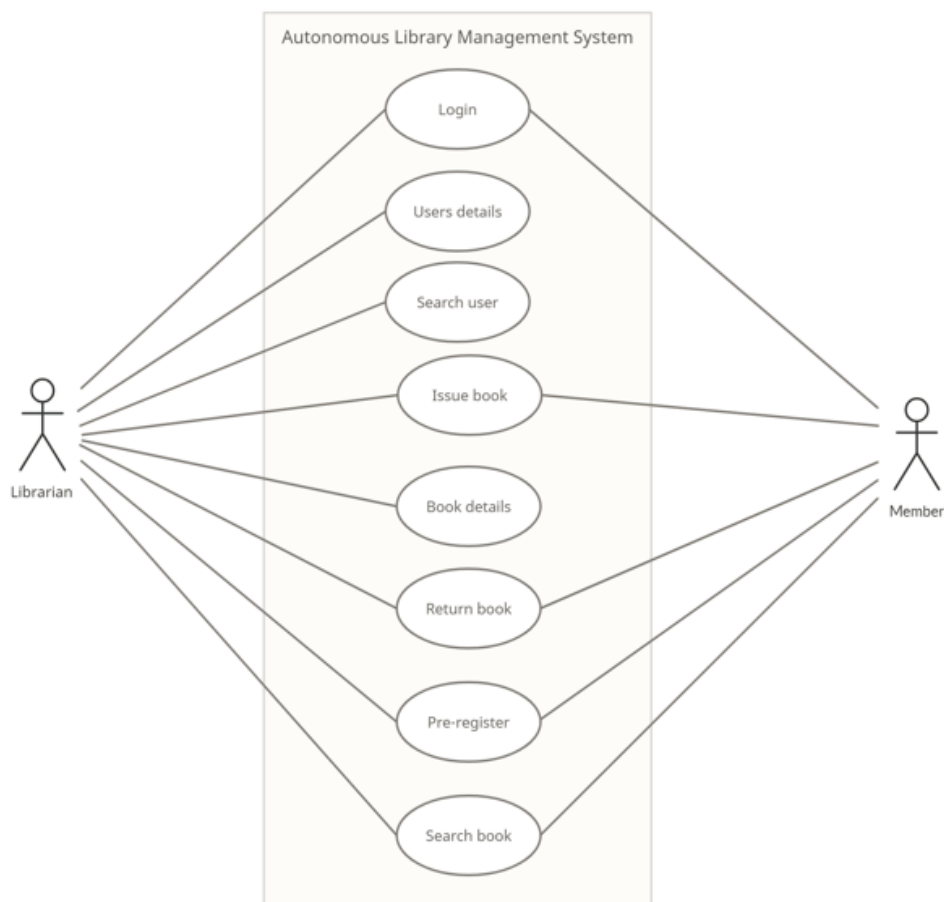 Autonomous Library Management System
Login
Users details
Search user
Issue book
Librarian
Book details
Member
Return book
Pre-register
Search book